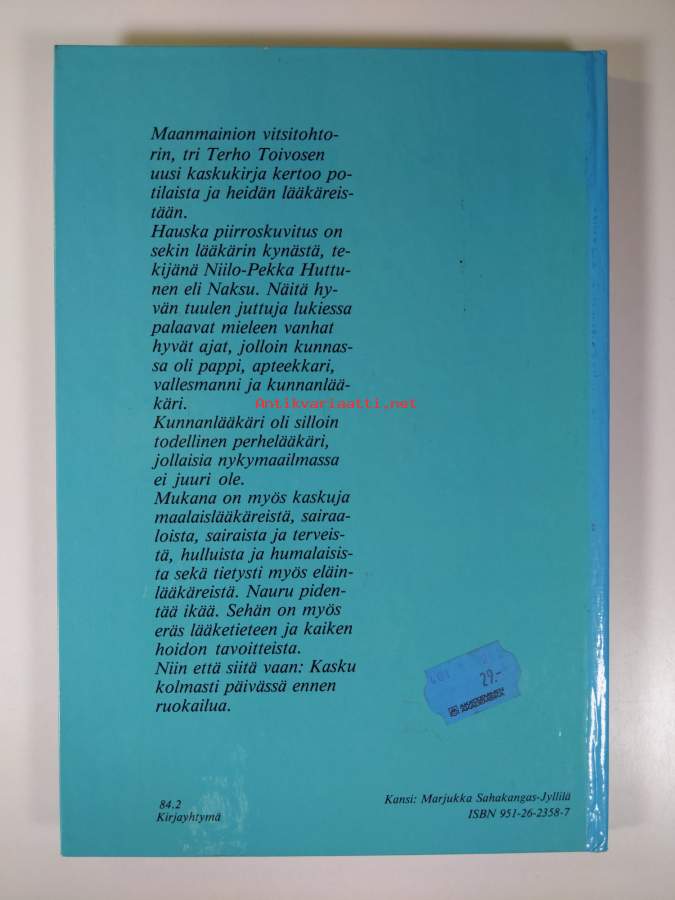 Maanmainion vitsitohto-
rin, tri Terho Toivosen
uusi kaskukirja kertoo po-
tilaista ja heidän lääkäreis-
tään.
Hauska piirroskuvitus on
sekin lääkärin kynästä, te-
kijänä Niilo-Pekka Huttu-
nen eli Naksu. Näitä hy-
vän tuulen juttuja lukiessa
palaavat mieleen vanhat
hyvät ajat, jolloin kunnas-
sa oli pappi, apteekkari,
vallesmanni ja kunnanlää-
käri.
Antikvariaatti.net
Kunnanlääkäri oli silloin
todellinen perhelääkäri,
jollaisia nykymaailmassa
ei juuri ole.
Mukana on myös kaskuja
maalaislääkäreistä, sairaa-
loista, sairaista ja terveis-
tä, hulluista ja humalaisis-
ta sekä tietysti myös eläin-
lääkäreistä. Nauru piden-
tää ikää. Sehän on myös
eräs lääketieteen ja kaiken
hoidon tavoitteista.
Niin että siitä vaan: Kasku
kolmasti päivässä ennen
ruokailua.
29.-
84.2
Kirjayhtymä
Kansi: Marjukka Sahakangas-Jyllilä
ISBN 951-26-2358-7